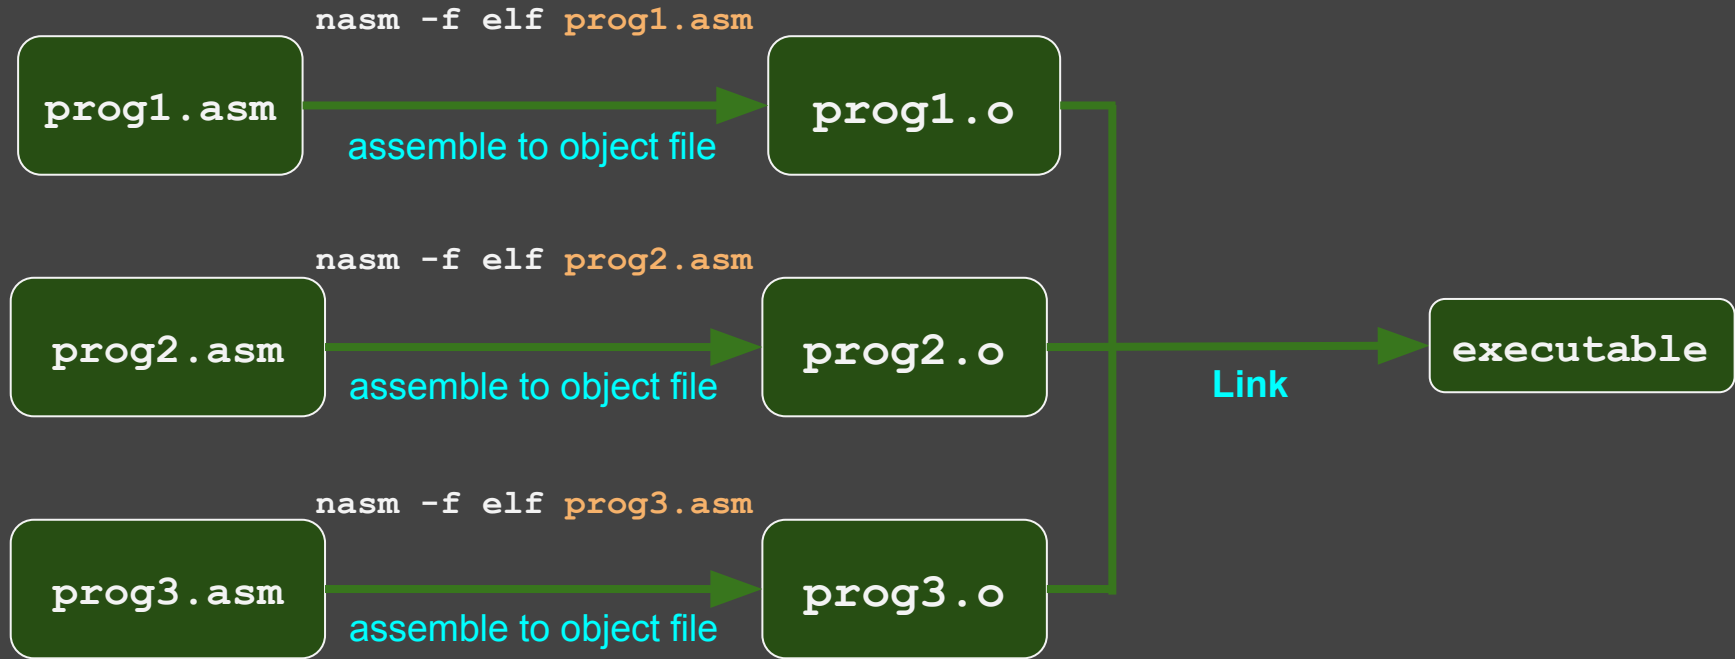 nasm -f elf prog1.asm
prog1.asm
assemble to object file
prog1.o
nasm -f elf prog2.asm
prog2.asm
assemble to object file
prog2.o
Link
executable
nasm -f elf prog3.asm
prog3.asm
assemble to object file
prog3.o